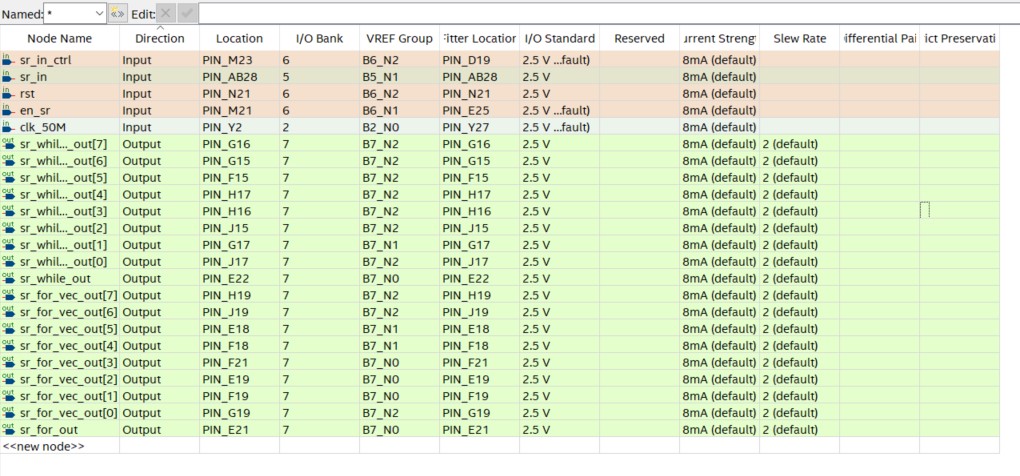 Named: * «» Edit:
Node Name Direction Location I/O Bank VREF Group Fitter Location I/O Standard Reserved urrent Streng Slew Rate ifferential Pai ict Preservati
in sr_in_ctrl Input PIN_M23 6 B6_N2 PIN_D19 2.5 V ...fault) 8mA (default)
in sr_in Input PIN_AB28 5 B5_N1 PIN_AB28 2.5 V 8mA (default)
in rst Input PIN_N21 6 B6_N2 PIN_N21 2.5 V 8mA (default)
in en_sr Input PIN_M21 6 B6_N1 PIN_E25 2.5 V ...fault) 8mA (default)
in clk_50M Input PIN_Y2 2 B2_N0 PIN_Y27 2.5 V ...fault) 8mA (default)
out sr_whil..._out[7] Output PIN_G16 7 B7_N2 PIN_G16 2.5 V 8mA (default) 2 (default)
out sr_whil..._out[6] Output PIN_G15 7 B7_N2 PIN_G15 2.5 V 8mA (default) 2 (default)
out sr_whil..._out[5] Output PIN_F15 7 B7_N2 PIN_F15 2.5 V 8mA (default) 2 (default)
out sr_whil..._out[4] Output PIN_H17 7 B7_N2 PIN_H17 2.5 V 8mA (default) 2 (default)
out sr_whil..._out[3] Output PIN_H16 7 B7_N2 PIN_H16 2.5 V 8mA (default) 2 (default)
out sr_whil..._out[2] Output PIN_J15 7 B7_N2 PIN_J15 2.5 V 8mA (default) 2 (default)
out sr_whil..._out[1] Output PIN_G17 7 B7_N1 PIN_G17 2.5 V 8mA (default) 2 (default)
out sr_whil..._out[0] Output PIN_J17 7 B7_N2 PIN_J17 2.5 V 8mA (default) 2 (default)
out sr_while_out Output PIN_E22 7 B7_N0 PIN_E22 2.5 V 8mA (default) 2 (default)
out sr_for_vec_out[7] Output PIN_H19 7 B7_N2 PIN_H19 2.5 V 8mA (default) 2 (default)
out sr_for_vec_out[6] Output PIN_J19 7 B7_N2 PIN_J19 2.5 V 8mA (default) 2 (default)
out sr_for_vec_out[5] Output PIN_E18 7 B7_N1 PIN_E18 2.5 V 8mA (default) 2 (default)
out sr_for_vec_out[4] Output PIN_F18 7 B7_N1 PIN_F18 2.5 V 8mA (default) 2 (default)
out sr_for_vec_out[3] Output PIN_F21 7 B7_N0 PIN_F21 2.5 V 8mA (default) 2 (default)
out sr_for_vec_out[2] Output PIN_E19 7 B7_N0 PIN_E19 2.5 V 8mA (default) 2 (default)
out sr_for_vec_out[1] Output PIN_F19 7 B7_N0 PIN_F19 2.5 V 8mA (default) 2 (default)
out sr_for_vec_out[0] Output PIN_G19 7 B7_N2 PIN_G19 2.5 V 8mA (default) 2 (default)
out sr_for_out Output PIN_E21 7 B7_N0 PIN_E21 2.5 V 8mA (default) 2 (default)
<<new node>>